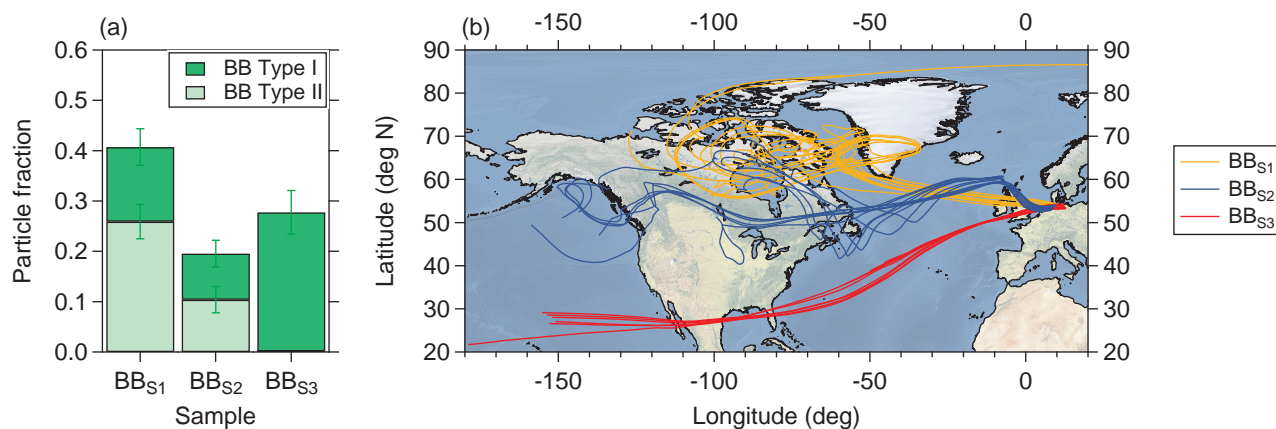 (a)
0.6
0.5
0.4
0.3
0.2
0.1
0.0
Particle fraction
BB Type I
BB Type II
BBS1 BBS2 BBS3
Sample
(b)
-150 -100 -50 0
90
80
70
60
50
40
30
20
Latitude (deg N)
90
80
70
60
50
40
30
20
-150 -100 -50 0
Longitude (deg)
BBS1
BBS2
BBS3